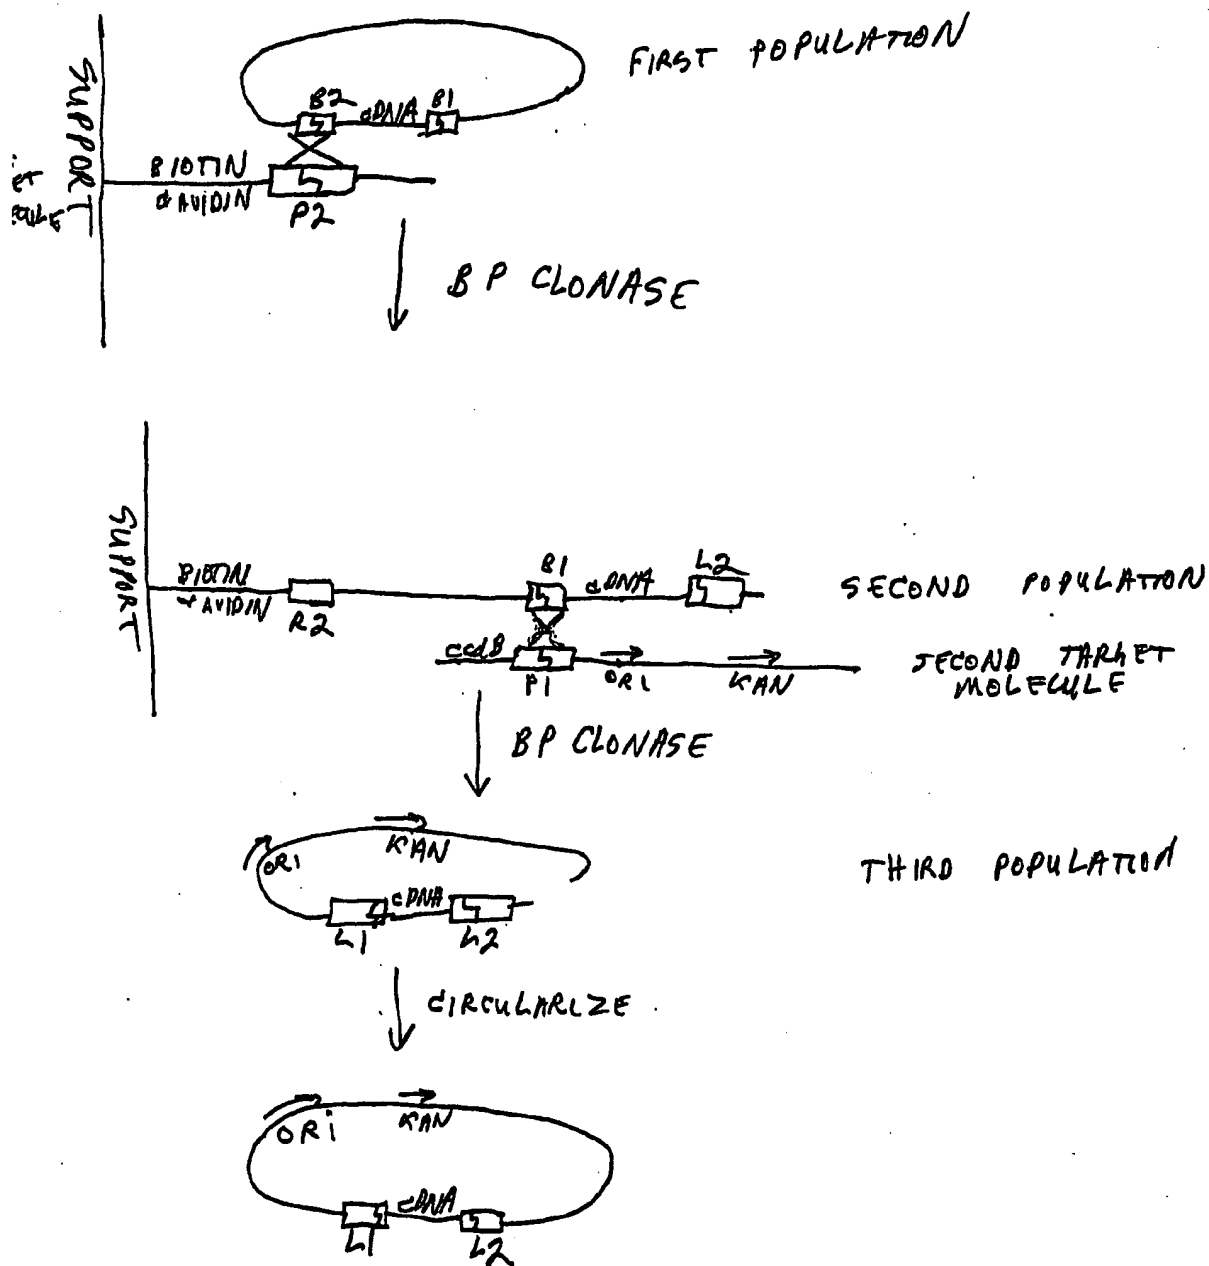 FIRST POPULATION
SUPPORT
B2 cDNA B1
BIOTIN
& AVIDIN
P2
BP CLONASE
SUPPORT
BIOTIN
& AVIDIN
R2
B1 cDNA L2
SECOND POPULATION
ccdB
P1
ORI
KAN
SECOND TARGET
MOLECULE
BP CLONASE
ORI
KAN
THIRD POPULATION
L1 cDNA L2
CIRCULARIZE
ORi
KAN
L1 cDNA L2